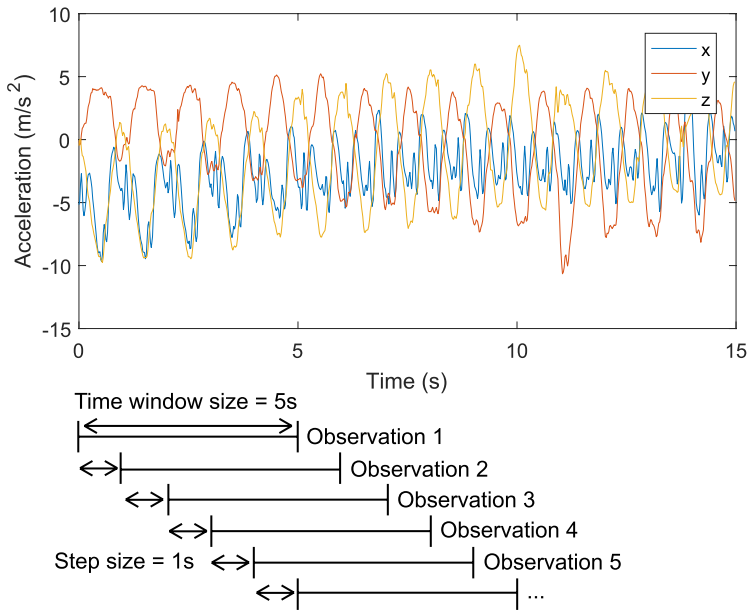 10
5
0
-5
-10
-15
Acceleration (m/s²)
0
5
10
15
Time (s)
x
y
z
Time window size = 5s
Observation 1
Observation 2
Observation 3
Observation 4
Step size = 1s
Observation 5
...